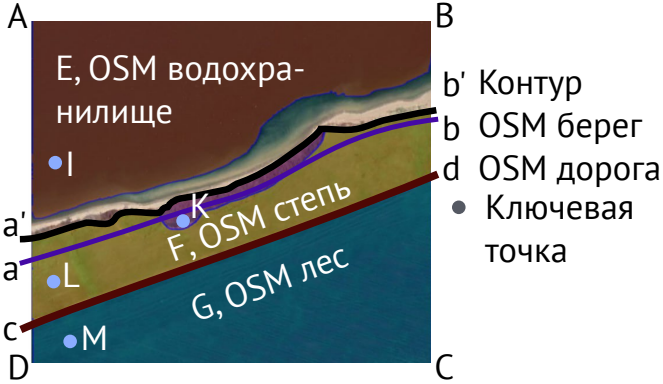 A
B
E, OSM водохра-
нилище
b' Контур
b OSM берег
d OSM дорога
I
K
Ключевая
точка
a'
F, OSM степь
a
L
G, OSM лес
c
M
D
C